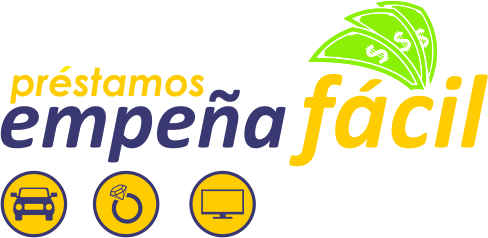 préstamos
empeña fácil
$ $ $